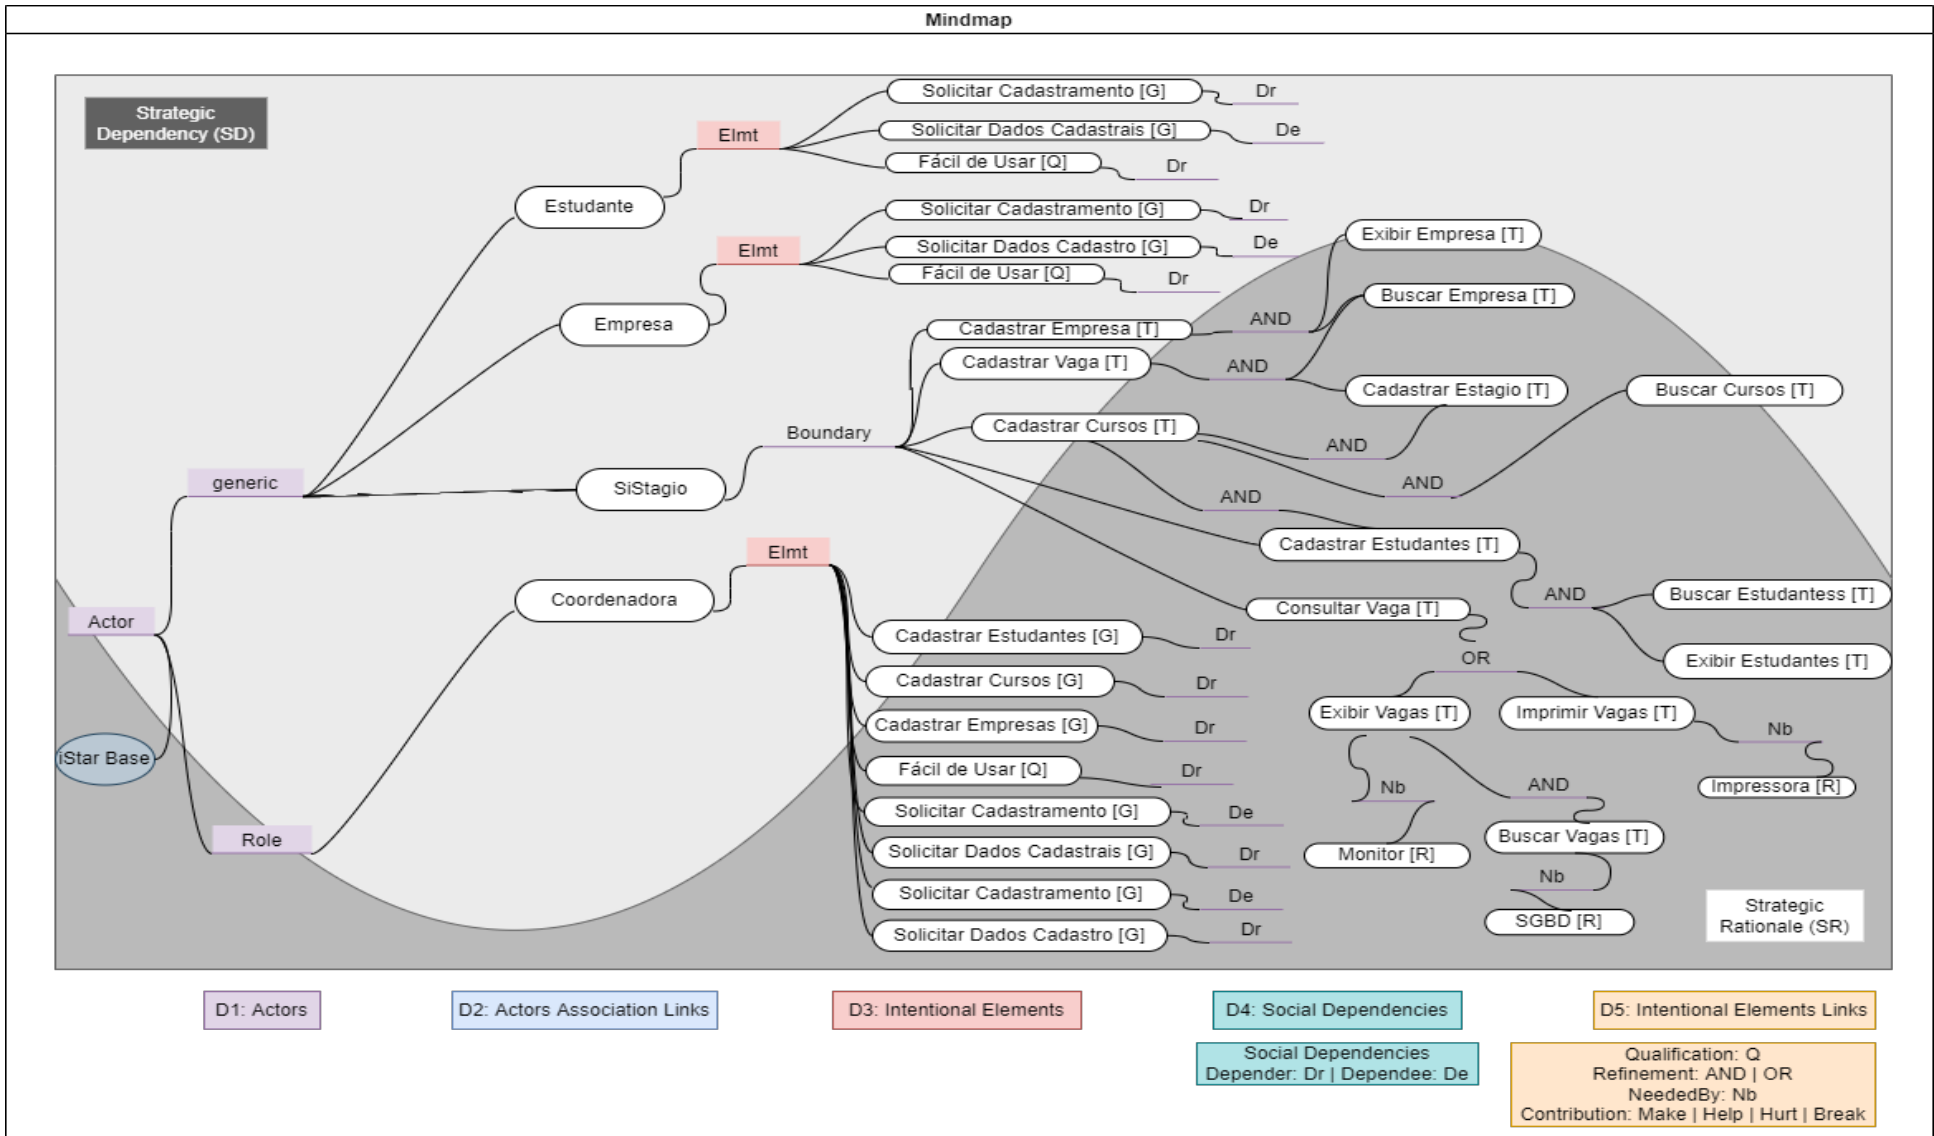 Mindmap
Strategic
Dependency (SD)
Solicitar Cadastramento [G]
Dr
Elmt
Solicitar Dados Cadastrais [G]
De
Fácil de Usar [Q]
Dr
Estudante
Solicitar Cadastramento [G]
Dr
Elmt
Solicitar Dados Cadastro [G]
De
Fácil de Usar [Q]
Dr
Exibir Empresa [T]
Buscar Empresa [T]
Empresa
Cadastrar Empresa [T]
AND
Cadastrar Vaga [T]
AND
Cadastrar Estagio [T]
Buscar Cursos [T]
Boundary
Cadastrar Cursos [T]
AND
generic
SiStagio
AND
AND
Elmt
Cadastrar Estudantes [T]
Coordenadora
Consultar Vaga [T]
AND
Buscar Estudantess [T]
Actor
Cadastrar Estudantes [G]
Dr
OR
Exibir Estudantes [T]
Cadastrar Cursos [G]
Dr
Exibir Vagas [T]
Imprimir Vagas [T]
Cadastrar Empresas [G]
Dr
Nb
iStar Base
Fácil de Usar [Q]
Dr
Nb
AND
Impressora [R]
Solicitar Cadastramento [G]
De
Role
Buscar Vagas [T]
Solicitar Dados Cadastrais [G]
Dr
Monitor [R]
Nb
Solicitar Cadastramento [G]
De
SGBD [R]
Strategic
Rationale (SR)
Solicitar Dados Cadastro [G]
Dr
D1: Actors
D2: Actors Association Links
D3: Intentional Elements
D4: Social Dependencies
D5: Intentional Elements Links
Social Dependencies
Depender: Dr | Dependee: De
Qualification: Q
Refinement: AND | OR
NeededBy: Nb
Contribution: Make | Help | Hurt | Break